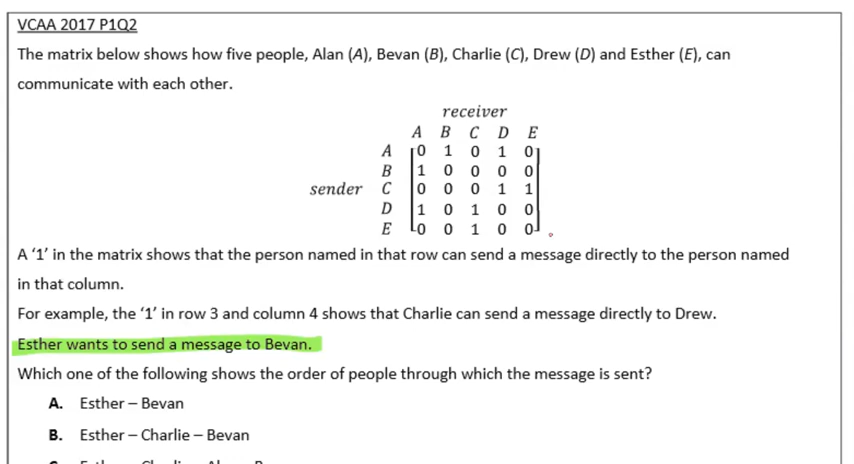 VCAA 2017 P1Q2
The matrix below shows how five people, Alan (A), Bevan (B), Charlie (C), Drew (D) and Esther (E), can
communicate with each other.
receiver
A B C D E
A 0 1 0 1 0
B 1 0 0 0 0
sender C 0 0 0 1 1
D 1 0 1 0 0
E 0 0 1 0 0
A ‘1’ in the matrix shows that the person named in that row can send a message directly to the person named
in that column.
For example, the ‘1’ in row 3 and column 4 shows that Charlie can send a message directly to Drew.
Esther wants to send a message to Bevan.
Which one of the following shows the order of people through which the message is sent?
A. Esther – Bevan
B. Esther – Charlie – Bevan